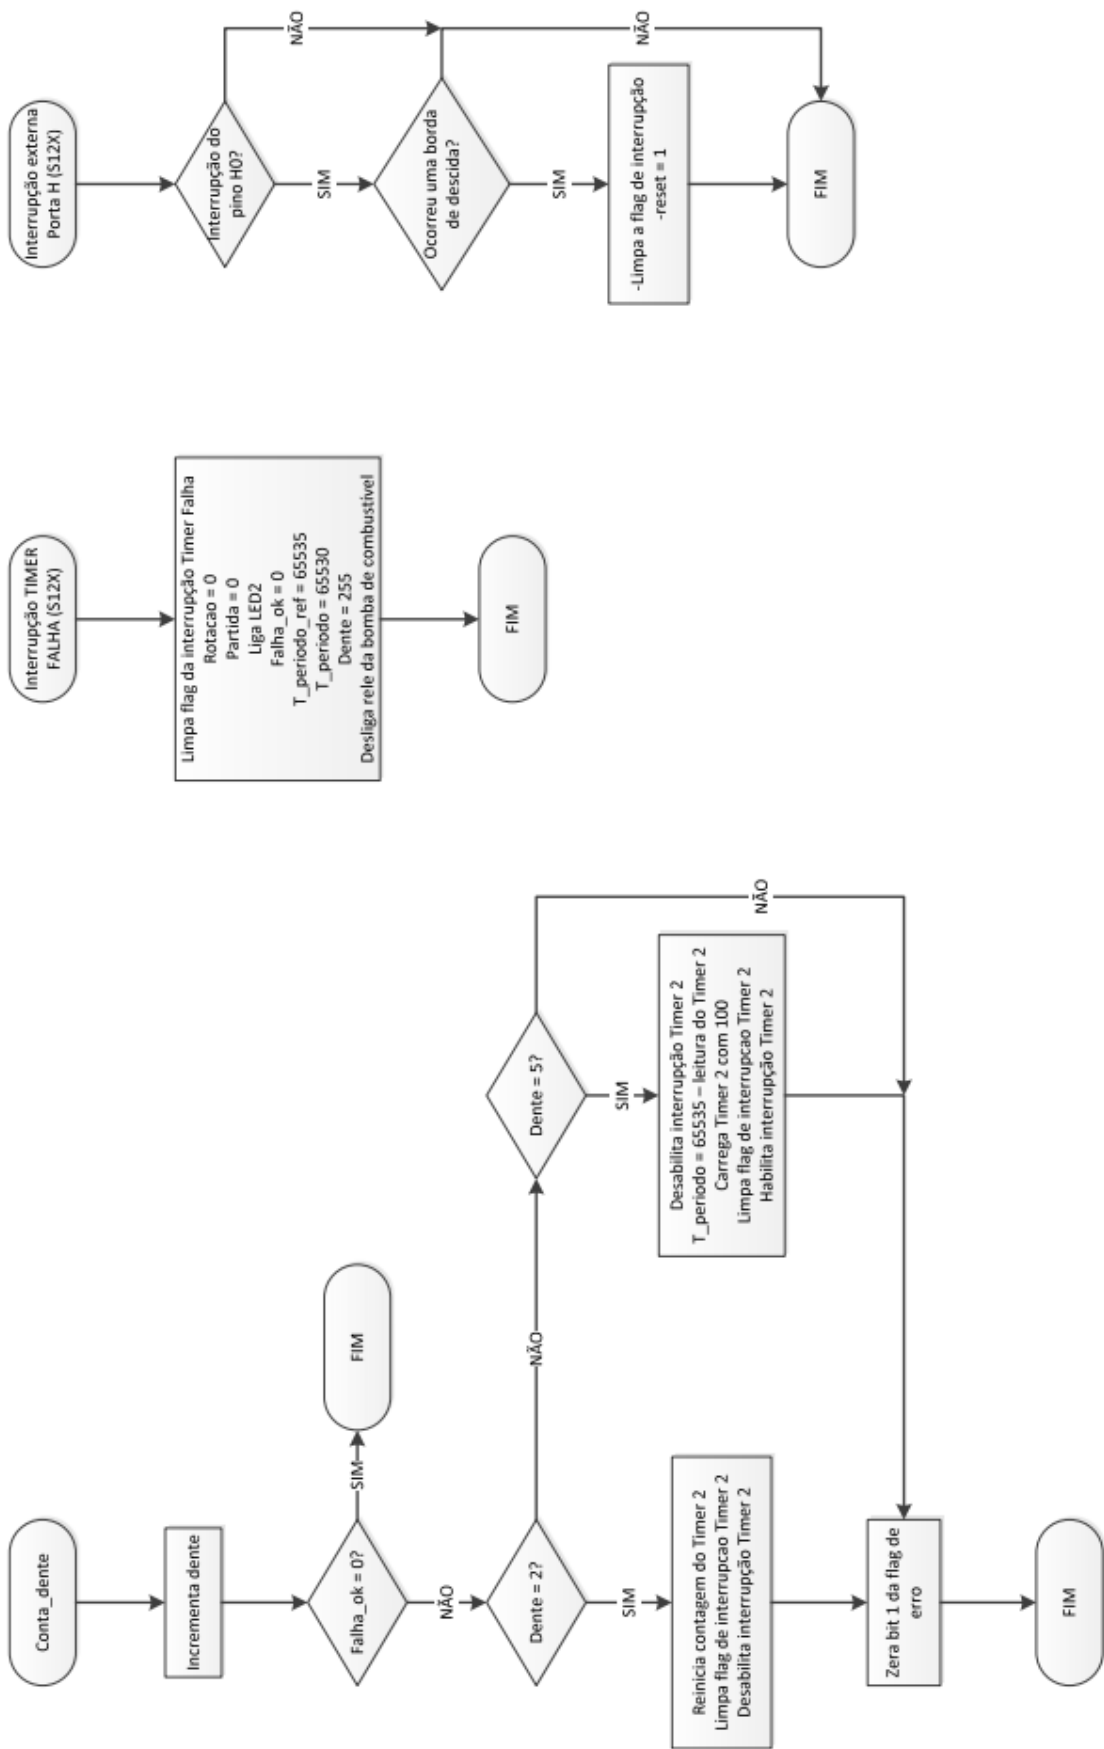 Conta_dente
Incrementa dente
Falha_ok = 0?
SIM
FIM
NÃO
Dente = 2?
NÃO
SIM
Reinicia contagem do Timer 2
Limpa flag de interrupcao Timer 2
Desabilita interrupção Timer 2
Dente = 5?
NÃO
SIM
Desabilita interrupção Timer 2
T_periodo = 65535 – leitura do Timer 2
Carrega Timer 2 com 100
Limpa flag de interrupcao Timer 2
Habilita interrupção Timer 2
Zera bit 1 da flag de
erro
FIM
Interrupção TIMER
FALHA (S12X)
Limpa flag da interrupção Timer Falha
Rotacao = 0
Partida = 0
Liga LED2
Falha_ok = 0
T_periodo_ref = 65535
T_periodo = 65530
Dente = 255
Desliga rele da bomba de combustível
FIM
Interrupção externa
Porta H (S12X)
Interrupção do
pino H0?
NÃO
SIM
Ocorreu uma borda
de descida?
NÃO
SIM
-Limpa a flag de interrupção
-reset = 1
FIM